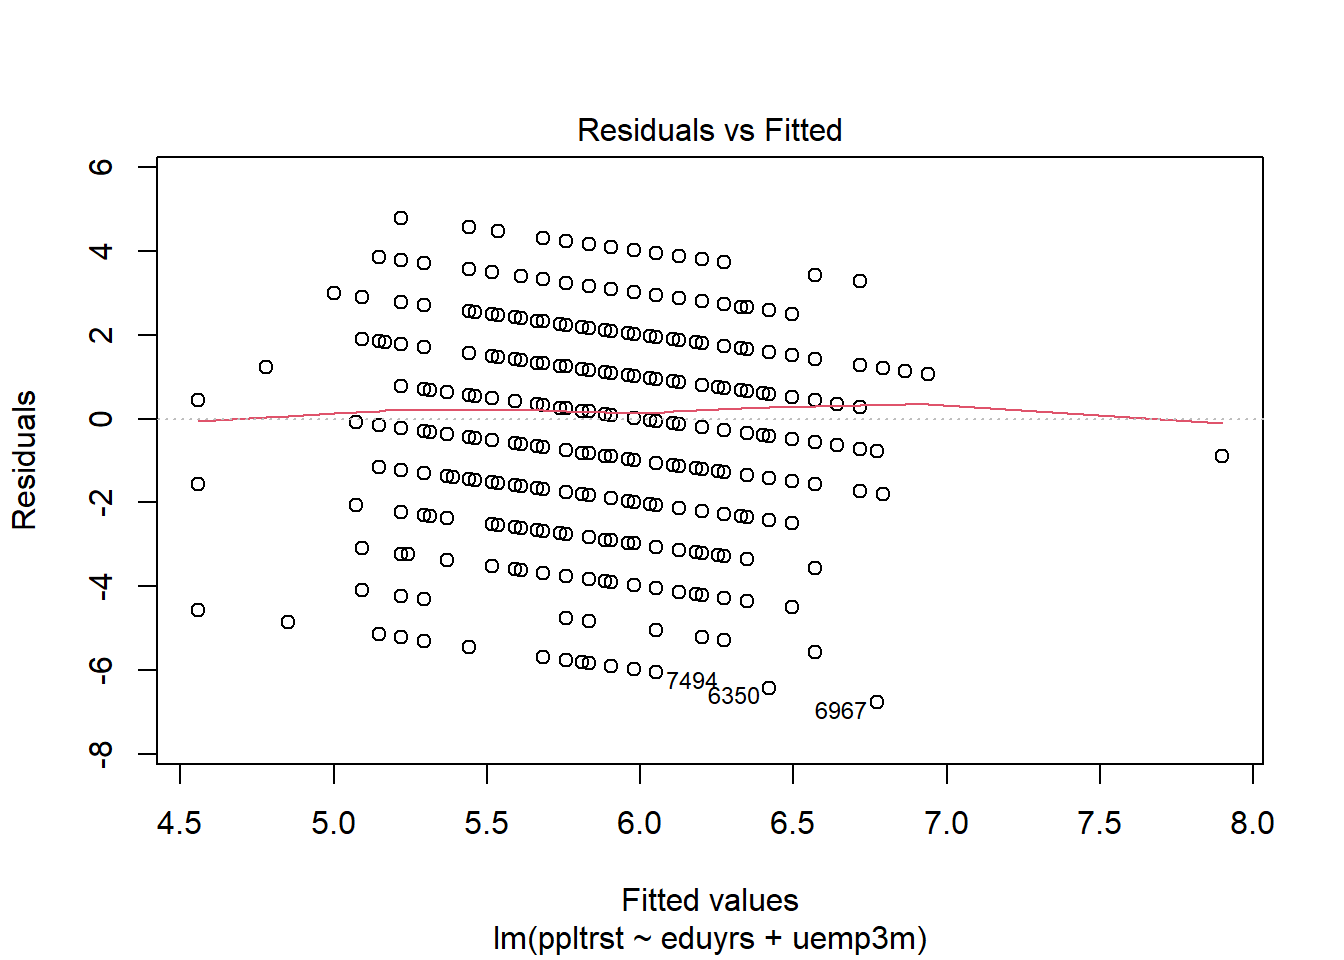 Residuals vs Fitted
Residuals
6
4
2
0
-2
-4
-6
-8
7494
6350
6967
4.5 5.0 5.5 6.0 6.5 7.0 7.5 8.0
Fitted values
lm(ppltrst ~ eduyrs + uemp3m)